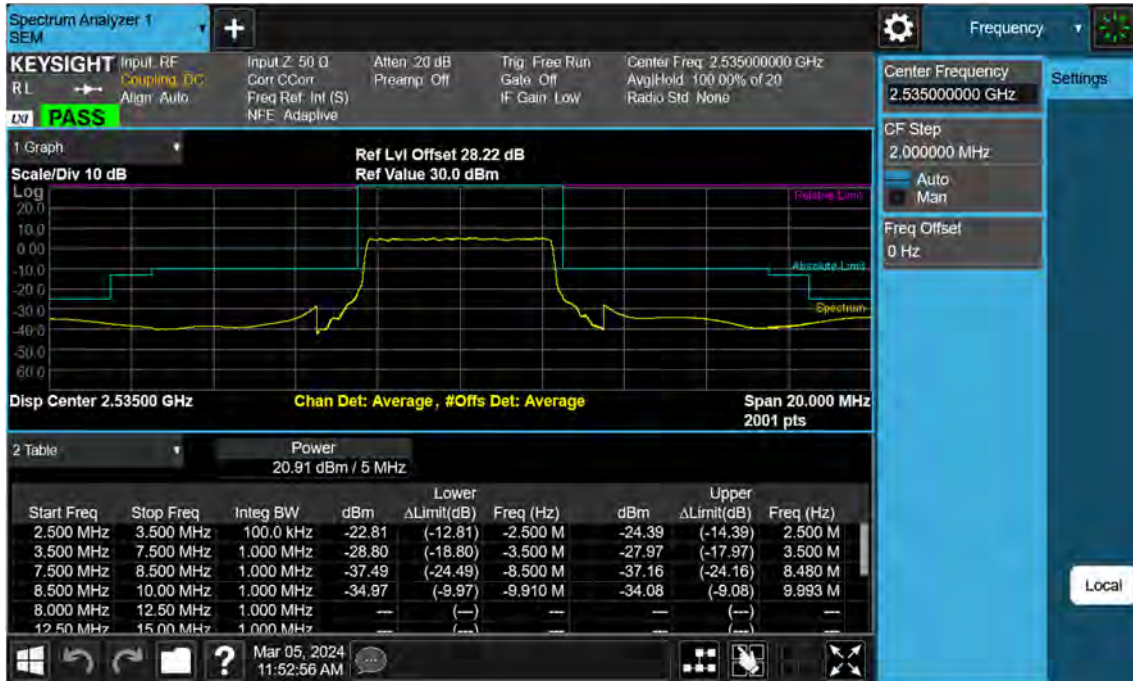 Spectrum Analyzer 1
SEM
Frequency
KEYSIGHT
R L
LXI
PASS
Input: RF
Coupling: DC
Align: Auto
Input Z: 50 Ω
Corr CCorr
Freq Ref: Int (S)
NFE: Adaptive
Atten: 20 dB
Preamp: Off
Trig: Free Run
Gate: Off
IF Gain: Low
Center Freq: 2.535000000 GHz
Avg|Hold: 100.00% of 20
Radio Std: None
Center Frequency
2.535000000 GHz
Settings
CF Step
2.000000 MHz
Auto
Man
Freq Offset
0 Hz
Local
1 Graph
Scale/Div 10 dB
Ref Lvl Offset 28.22 dB
Ref Value 30.0 dBm
Log
20.0
10.0
0.00
-10.0
-20.0
-30.0
-40.0
-50.0
-60.0
Relative Limit
Absolute Limit
Spectrum
Disp Center 2.53500 GHz
Chan Det: Average, #Offs Det: Average
Span 20.000 MHz
2001 pts
2 Table
Power
20.91 dBm / 5 MHz
Lower Upper
Start Freq Stop Freq Integ BW dBm ΔLimit(dB) Freq (Hz) dBm ΔLimit(dB) Freq (Hz)
2.500 MHz 3.500 MHz 100.0 kHz -22.81 (-12.81) -2.500 M -24.39 (-14.39) 2.500 M
3.500 MHz 7.500 MHz 1.000 MHz -28.80 (-18.80) -3.500 M -27.97 (-17.97) 3.500 M
7.500 MHz 8.500 MHz 1.000 MHz -37.49 (-24.49) -8.500 M -37.16 (-24.16) 8.480 M
8.500 MHz 10.00 MHz 1.000 MHz -34.97 (-9.97) -9.910 M -34.08 (-9.08) 9.993 M
8.000 MHz 12.50 MHz 1.000 MHz --- (---) --- --- (---) ---
12.50 MHz 15.00 MHz 1.000 MHz --- (---) --- --- (---) ---
Mar 05, 2024
11:52:56 AM